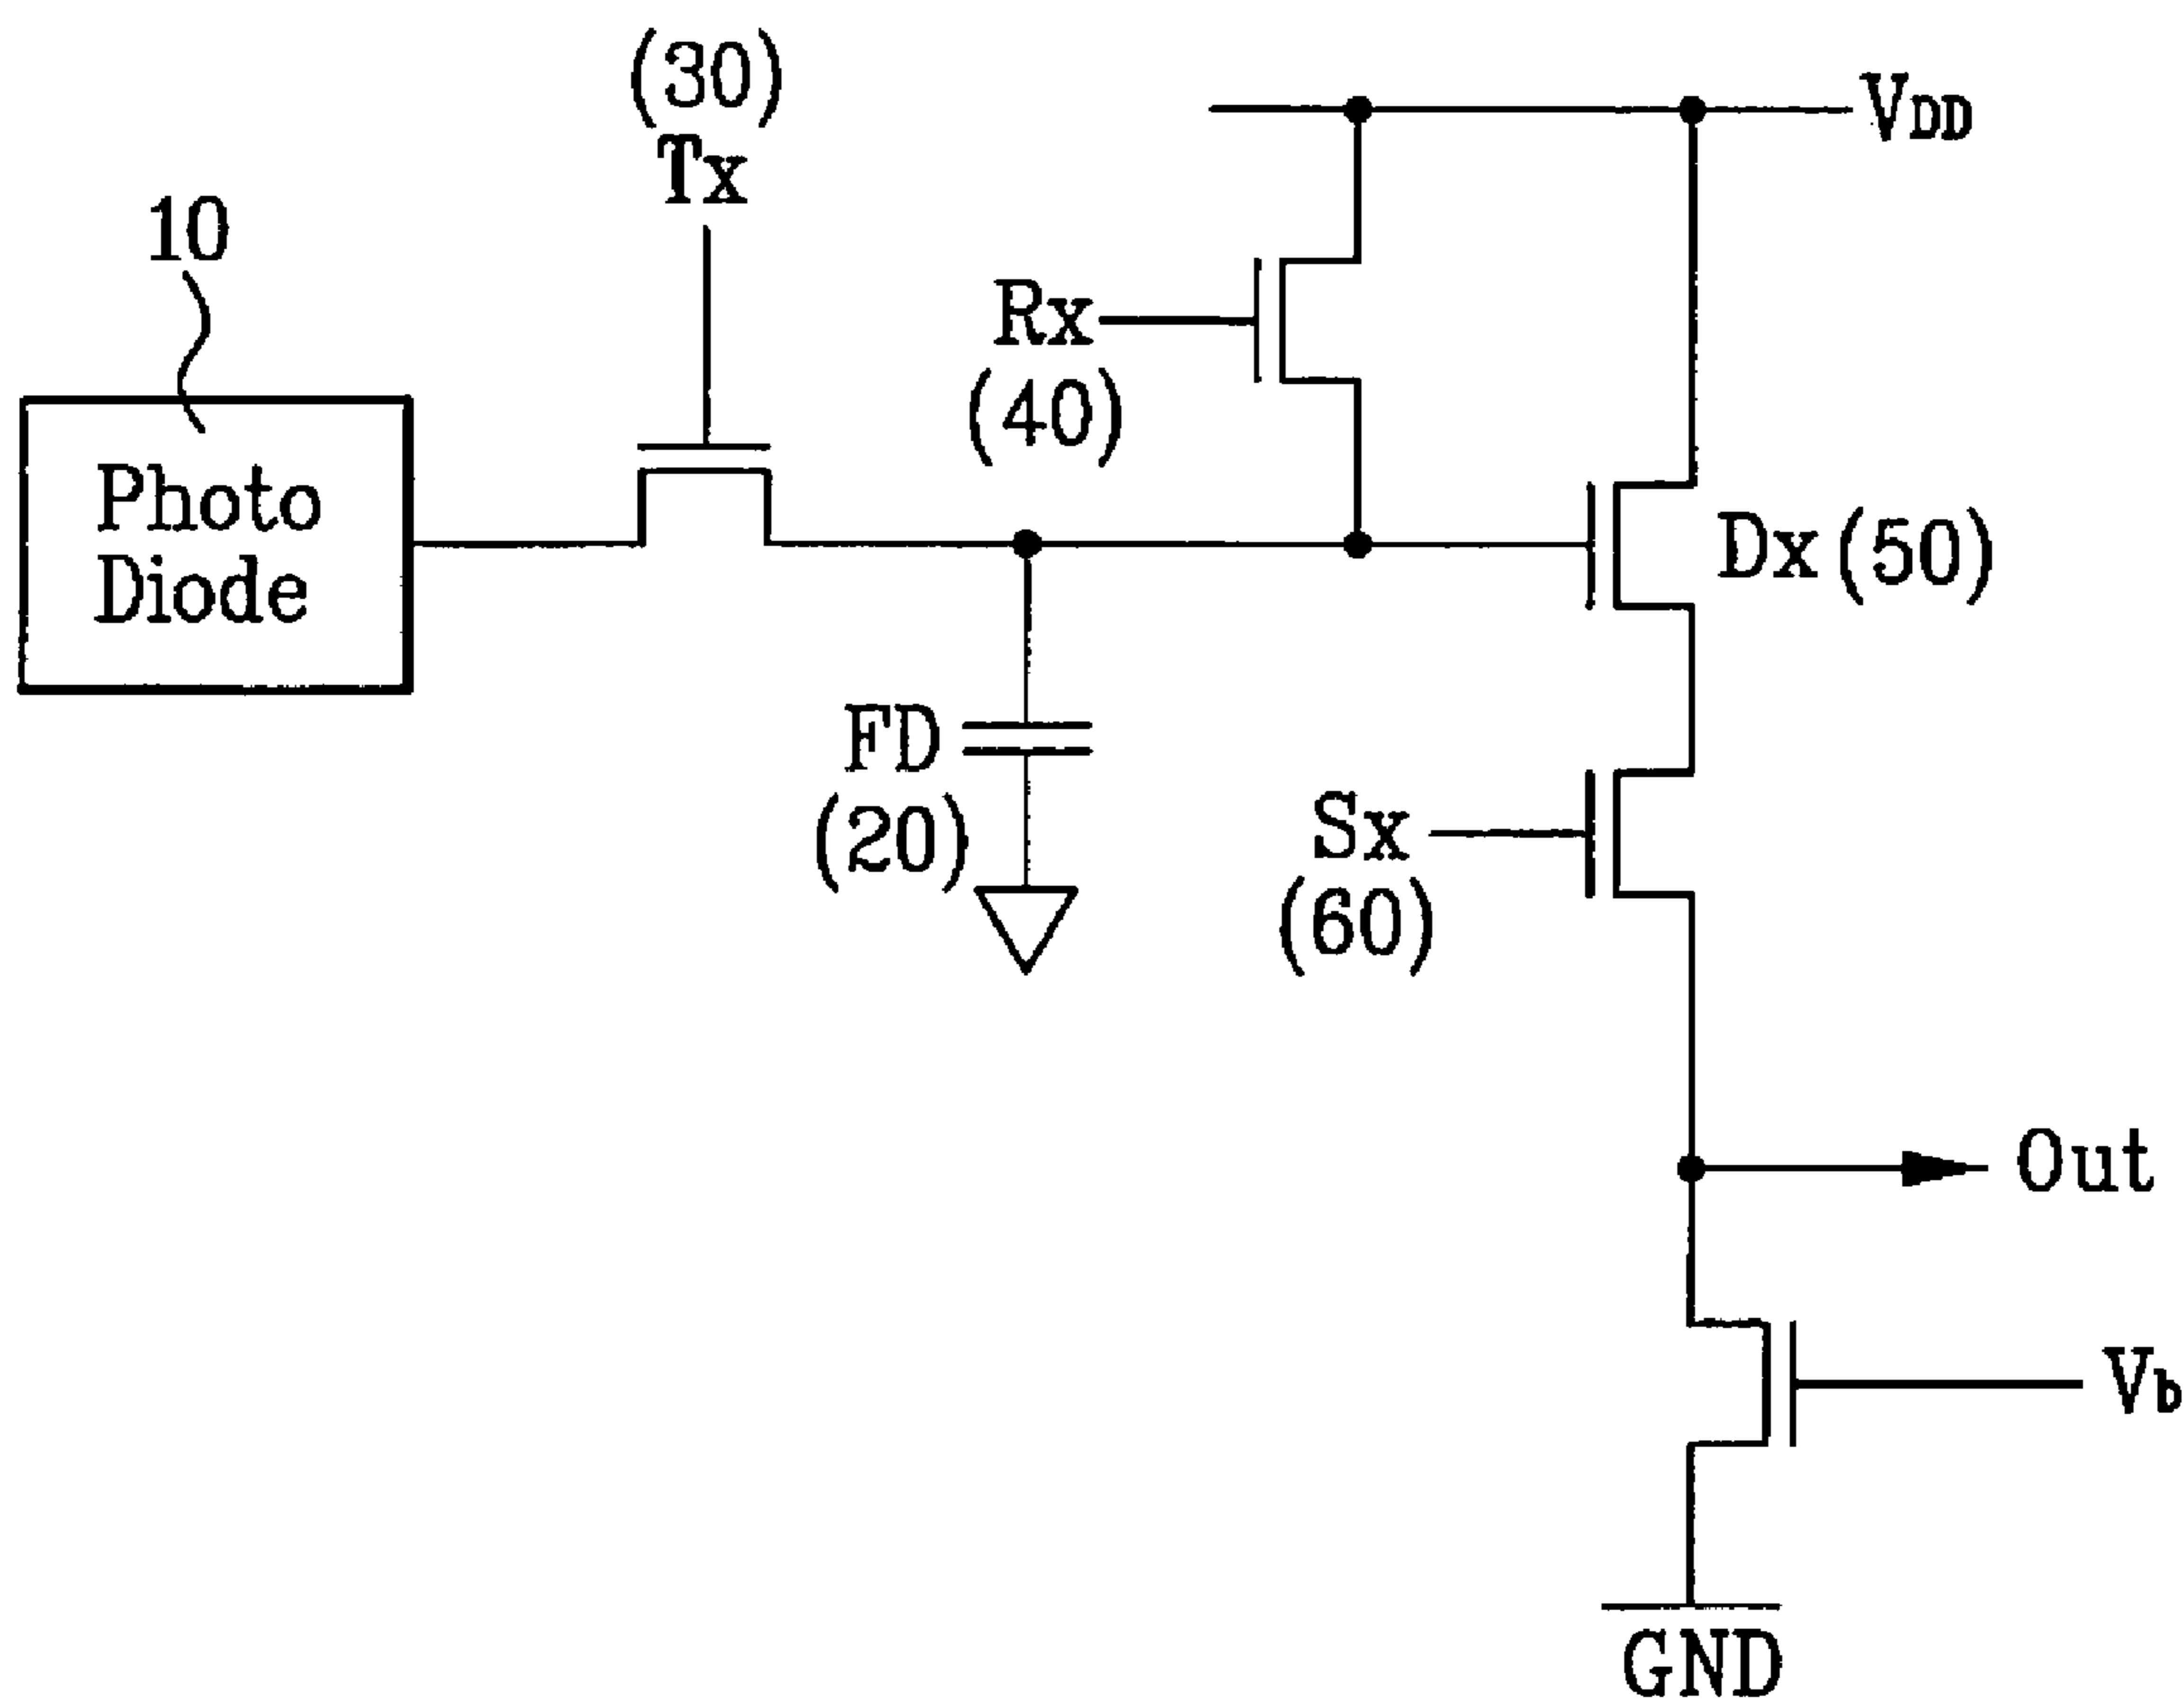 (30)
Tx
VDD
10
Rx
(40)
Photo
Diode
Dx(50)
FD
(20)
Sx
(60)
Out
Vb
GND